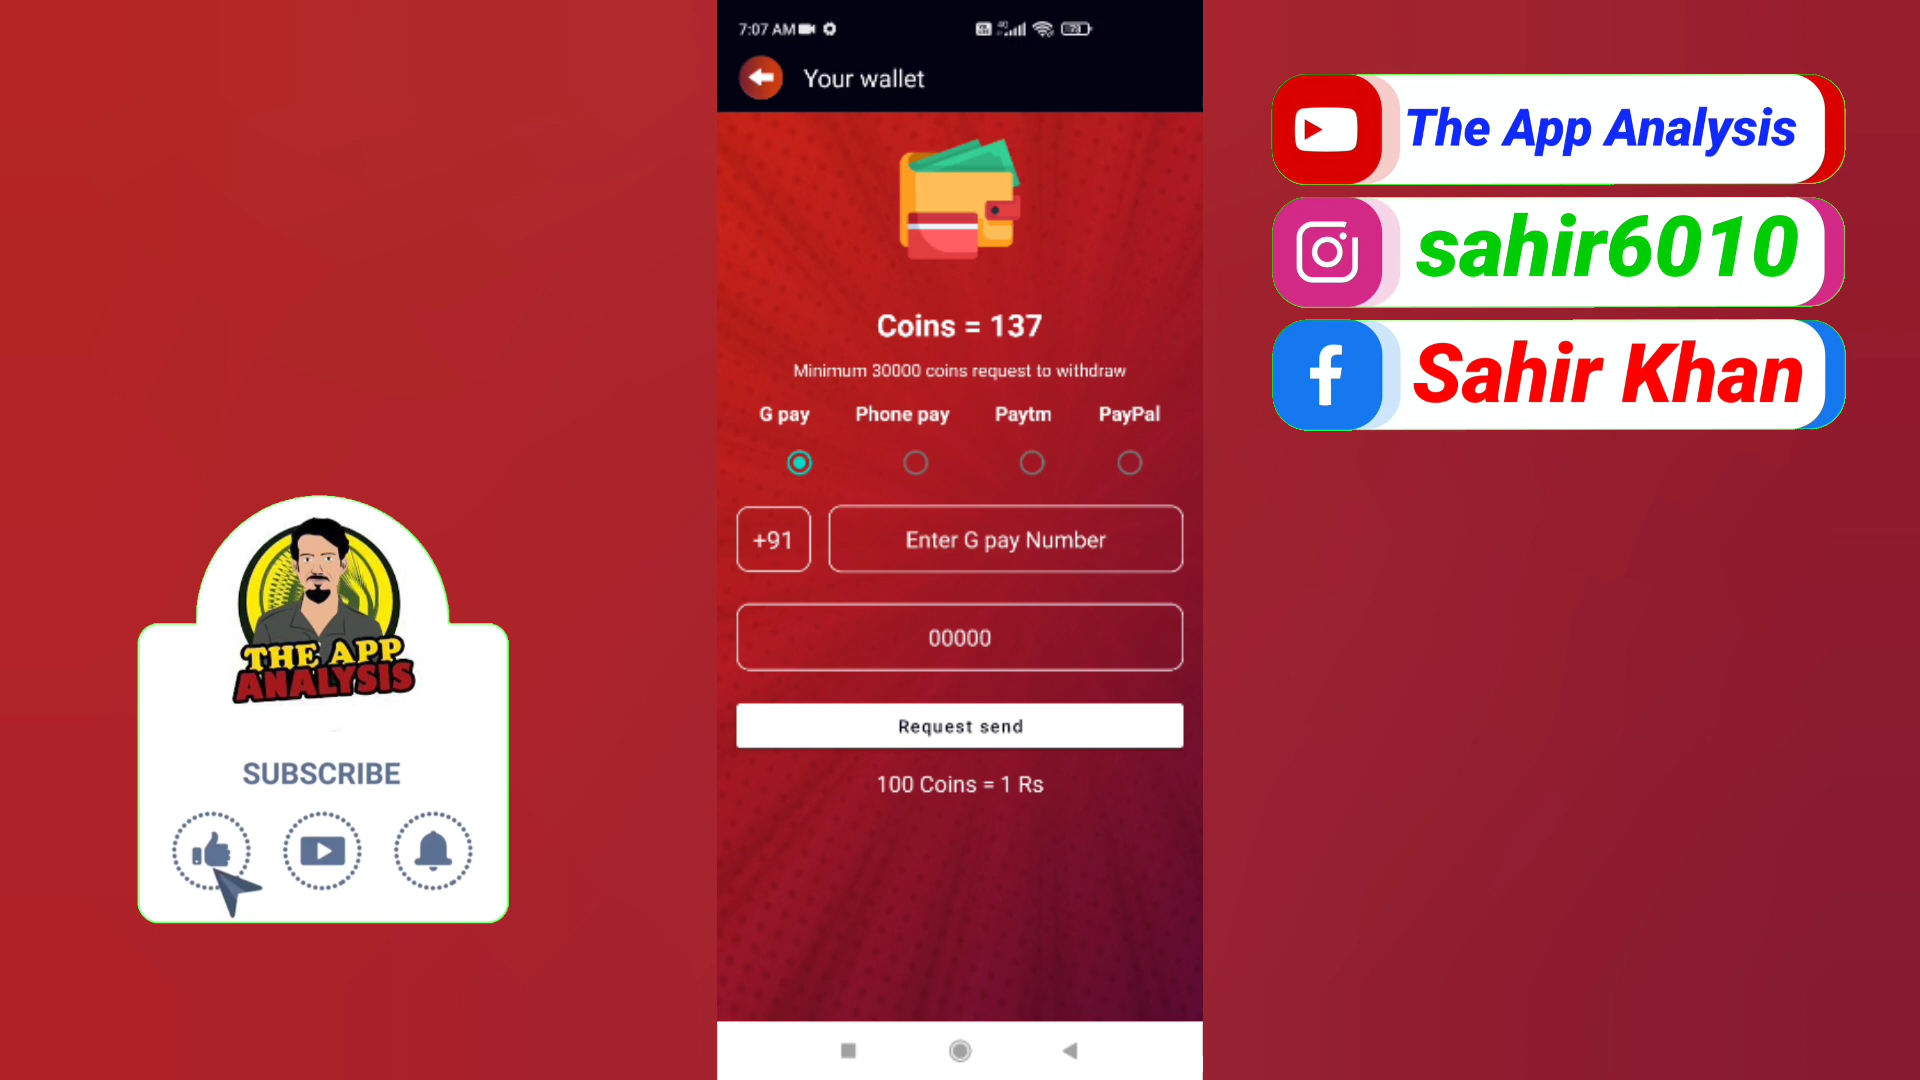 7:07 AM
Your wallet
Coins = 137
Minimum 30000 coins request to withdraw
G pay
Phone pay
Paytm
PayPal
+91
Enter G pay Number
00000
Request send
100 Coins = 1 Rs
The App Analysis
sahir6010
Sahir Khan
THE APP
ANALYSIS
SUBSCRIBE